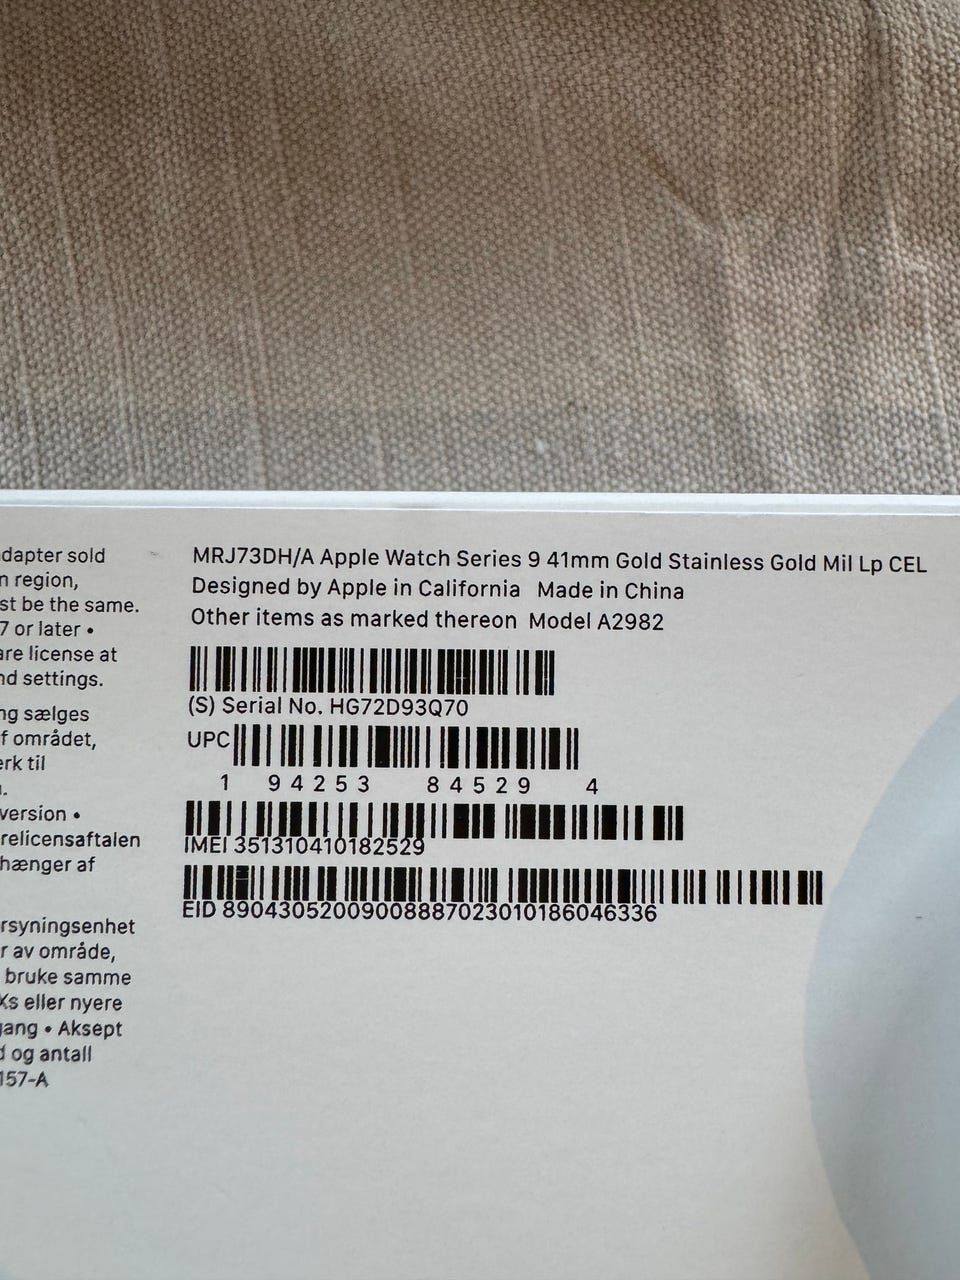 dapter sold
n region,
st be the same.
7 or later •
are license at
nd settings.
ng sælges
f området,
erk til
version •
relicensaftalen
hænger af
rsyningsenhet
r av område,
bruke samme
Xs eller nyere
gang • Aksept
d og antall
157-A
MRJ73DH/A Apple Watch Series 9 41mm Gold Stainless Gold Mil Lp CEL
Designed by Apple in California Made in China
Other items as marked thereon Model A2982
(S) Serial No. HG72D93Q70
UPC
1 94253 84529 4
IMEI 351310410182529
EID 89043052009008887023010186046336